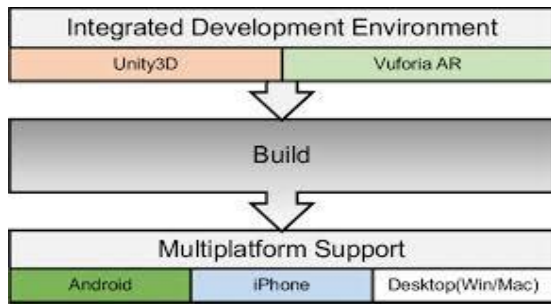 Integrated Development Environment
Unity3D Vuforia AR
Build
Multiplatform Support
Android iPhone Desktop(Win/Mac)